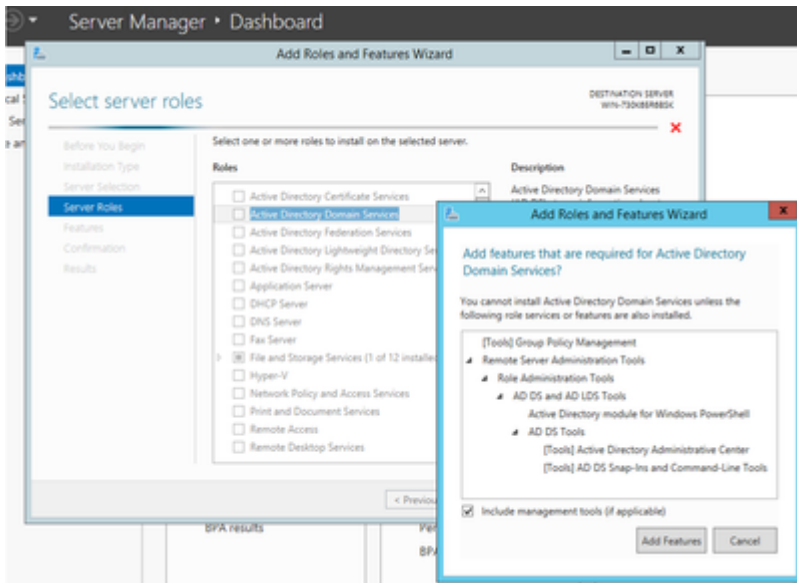 Server Manager • Dashboard
Add Roles and Features Wizard
Select server roles
DESTINATION SERVER
Before You Begin
Installation Type
Server Selection
Server Roles
Features
Confirmation
Results
Select one or more roles to install on the selected server.
Roles
Active Directory Certificate Services
Active Directory Domain Services
Active Directory Federation Services
Active Directory Lightweight Directory Se
Active Directory Rights Management Serv
Application Server
DHCP Server
DNS Server
Fax Server
File and Storage Services (1 of 12 installed
Hyper-V
Network Policy and Access Services
Print and Document Services
Remote Access
Remote Desktop Services
Description
Active Directory Domain Services
< Previou
BPA results
Add Roles and Features Wizard
Add features that are required for Active Directory
Domain Services?
You cannot install Active Directory Domain Services unless the
following role services or features are also installed.
[Tools] Group Policy Management
Remote Server Administration Tools
Role Administration Tools
AD DS and AD LDS Tools
Active Directory module for Windows PowerShell
AD DS Tools
[Tools] Active Directory Administrative Center
[Tools] AD DS Snap-Ins and Command-Line Tools
Include management tools (if applicable)
Add Features
Cancel